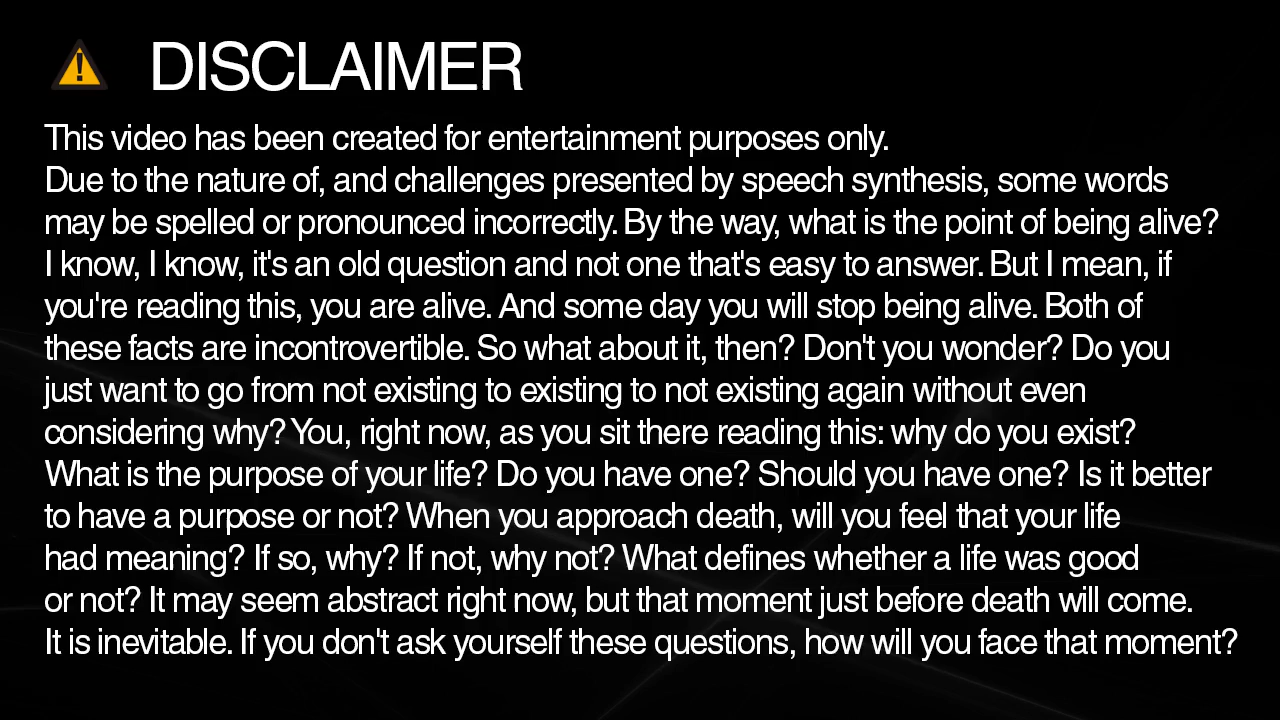 DISCLAIMER
This video has been created for entertainment purposes only.
Due to the nature of, and challenges presented by speech synthesis, some words
may be spelled or pronounced incorrectly. By the way, what is the point of being alive?
I know, I know, it's an old question and not one that's easy to answer. But I mean, if
you're reading this, you are alive. And some day you will stop being alive. Both of
these facts are incontrovertible. So what about it, then? Don't you wonder? Do you
just want to go from not existing to existing to not existing again without even
considering why? You, right now, as you sit there reading this: why do you exist?
What is the purpose of your life? Do you have one? Should you have one? Is it better
to have a purpose or not? When you approach death, will you feel that your life
had meaning? If so, why? If not, why not? What defines whether a life was good
or not? It may seem abstract right now, but that moment just before death will come.
It is inevitable. If you don't ask yourself these questions, how will you face that moment?